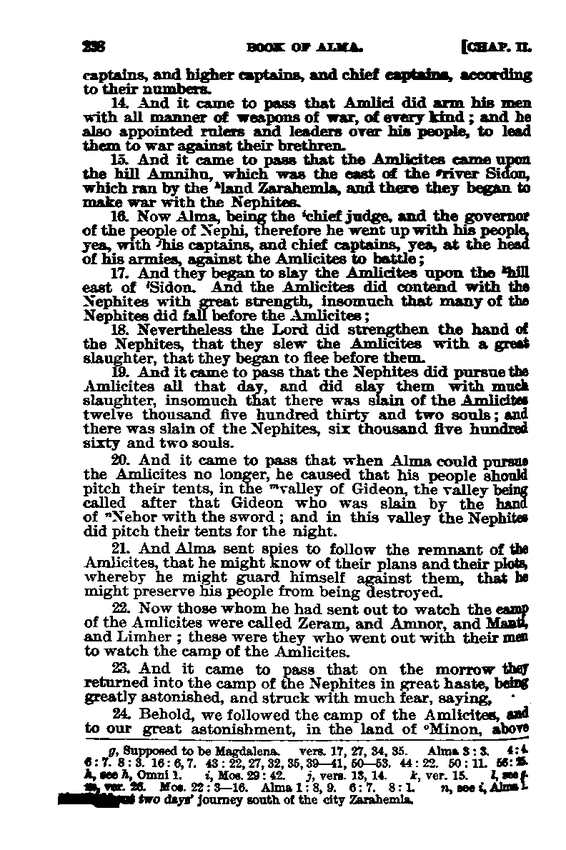 238 BOOK OF ALMA. [CHAP. II.
captains, and higher captains, and chief captains, according
to their numbers.
14. And it came to pass that Amlici did arm his men
with all manner of weapons of war, of every kind; and he
also appointed rulers and leaders over his people, to lead
them to war against their brethren.
15. And it came to pass that the Amlicites came upon
the hill Amnihu, which was the east of the ᵍriver Sidon,
which ran by the ʰland Zarahemla, and there they began to
make war with the Nephites.
16. Now Alma, being the ⁱchief judge, and the governor
of the people of Nephi, therefore he went up with his people,
yea, with ʲhis captains, and chief captains, yea, at the head
of his armies, against the Amlicites to battle;
17. And they began to slay the Amlicites upon the ᵏhill
east of ˡSidon. And the Amlicites did contend with the
Nephites with great strength, insomuch that many of the
Nephites did fall before the Amlicites;
18. Nevertheless the Lord did strengthen the hand of
the Nephites, that they slew the Amlicites with a great
slaughter, that they began to flee before them.
19. And it came to pass that the Nephites did pursue the
Amlicites all that day, and did slay them with much
slaughter, insomuch that there was slain of the Amlicites
twelve thousand five hundred thirty and two souls; and
there was slain of the Nephites, six thousand five hundred
sixty and two souls.
20. And it came to pass that when Alma could pursue
the Amlicites no longer, he caused that his people should
pitch their tents, in the ᵐvalley of Gideon, the valley being
called after that Gideon who was slain by the hand
of ⁿNehor with the sword; and in this valley the Nephites
did pitch their tents for the night.
21. And Alma sent spies to follow the remnant of the
Amlicites, that he might know of their plans and their plots,
whereby he might guard himself against them, that he
might preserve his people from being destroyed.
22. Now those whom he had sent out to watch the camp
of the Amlicites were called Zeram, and Amnor, and Manti,
and Limher; these were they who went out with their men
to watch the camp of the Amlicites.
23. And it came to pass that on the morrow they
returned into the camp of the Nephites in great haste, being
greatly astonished, and struck with much fear, saying,
24. Behold, we followed the camp of the Amlicites, and
to our great astonishment, in the land of ᵒMinon, above
g, Supposed to be Magdalena. vers. 17, 27, 34, 35. Alma 3: 3. 4: 4.
6: 7. 8: 3. 16: 6, 7. 43: 22, 27, 32, 35, 39—41, 50—53. 44: 22. 50: 11. 56: 25.
h, see h, Omni 1. i, Mos. 29: 42. j, vers. 13, 14. k, ver. 15. l, see g.
m, ver. 26. Mos. 22: 3—16. Alma 1: 8, 9. 6: 7. 8: 1. n, see i, Alma 1.
two days' journey south of the city Zarahemla.